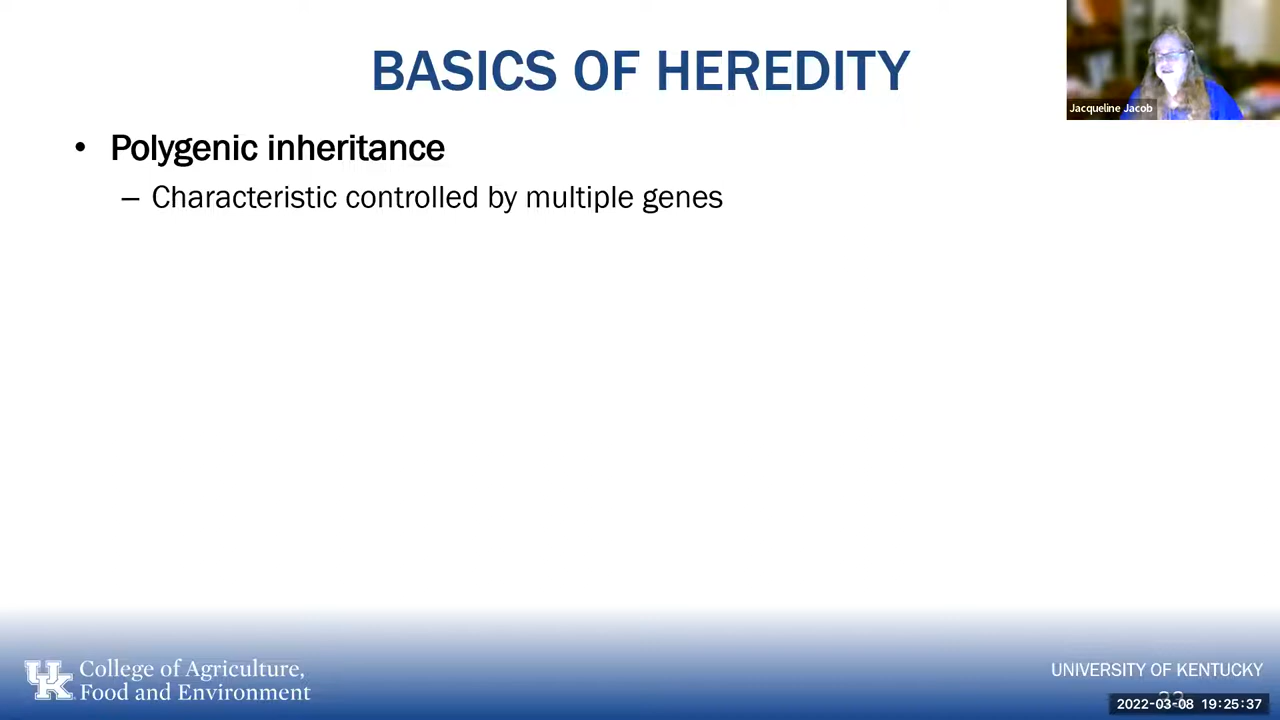 BASICS OF HEREDITY
Jacqueline Jacob
• Polygenic inheritance
– Characteristic controlled by multiple genes
UK
College of Agriculture,
Food and Environment
UNIVERSITY OF KENTUCKY
2022-03-08 19:25:37